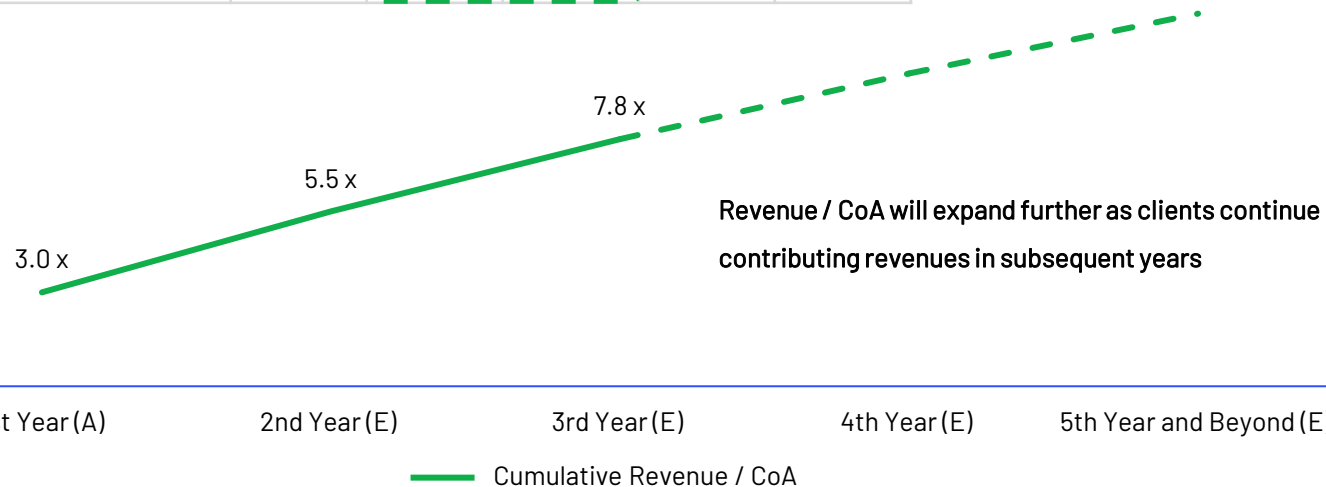 7.8 x
5.5 x
3.0 x
Revenue / CoA will expand further as clients continue
contributing revenues in subsequent years
t Year (A) 2nd Year (E) 3rd Year (E) 4th Year (E) 5th Year and Beyond (E
Cumulative Revenue / CoA